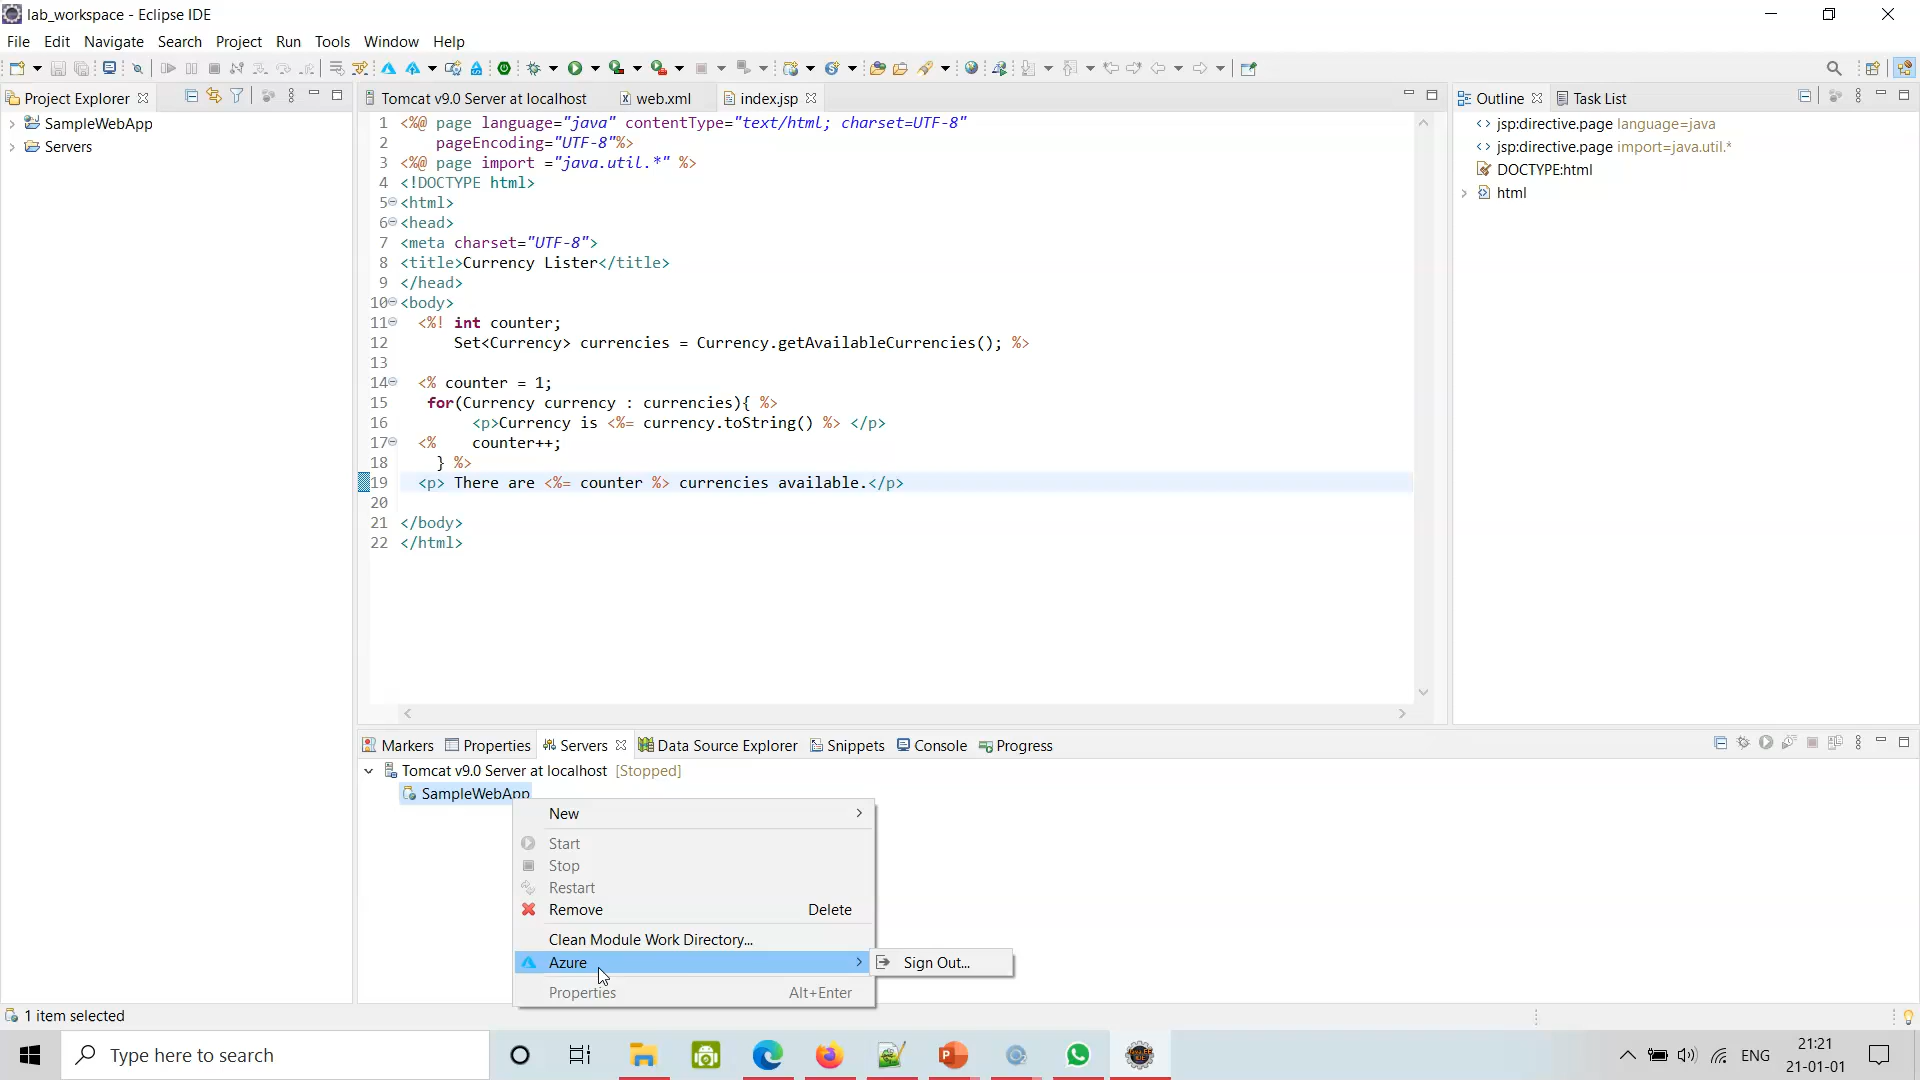 lab_workspace - Eclipse IDE
File Edit Navigate Search Project Run Tools Window Help
Project Explorer
SampleWebApp
Servers
Tomcat v9.0 Server at localhost web.xml index.jsp
1 <%@ page language="java" contentType="text/html; charset=UTF-8"
2 pageEncoding="UTF-8"%>
3 <%@ page import ="java.util.*" %>
4 <!DOCTYPE html>
5 <html>
6 <head>
7 <meta charset="UTF-8">
8 <title>Currency Lister</title>
9 </head>
10 <body>
11 <%! int counter;
12 Set<Currency> currencies = Currency.getAvailableCurrencies(); %>
13
14 <% counter = 1;
15 for(Currency currency : currencies){ %>
16 <p>Currency is <%= currency.toString() %> </p>
17 <% counter++;
18 } %>
19 <p> There are <%= counter %> currencies available.</p>
20
21 </body>
22 </html>
Outline Task List
jsp:directive.page language=java
jsp:directive.page import=java.util.*
DOCTYPE:html
html
Markers Properties Servers Data Source Explorer Snippets Console Progress
Tomcat v9.0 Server at localhost [Stopped]
SampleWebApp
New
Start
Stop
Restart
Remove Delete
Clean Module Work Directory...
Azure
Sign Out...
Properties Alt+Enter
1 item selected
Type here to search
ENG
21:21
21-01-01